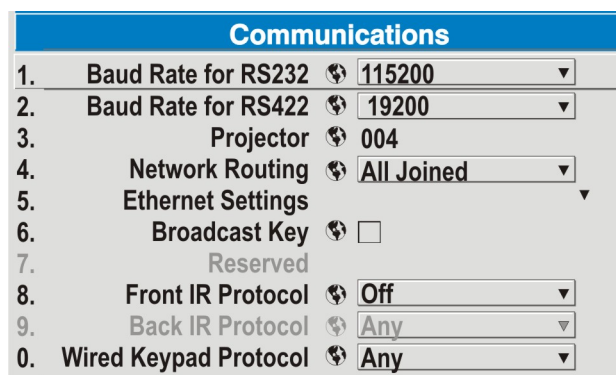 Communications
1. Baud Rate for RS232 115200
2. Baud Rate for RS422 19200
3. Projector 004
4. Network Routing All Joined
5. Ethernet Settings
6. Broadcast Key
7. Reserved
8. Front IR Protocol Off
9. Back IR Protocol Any
0. Wired Keypad Protocol Any